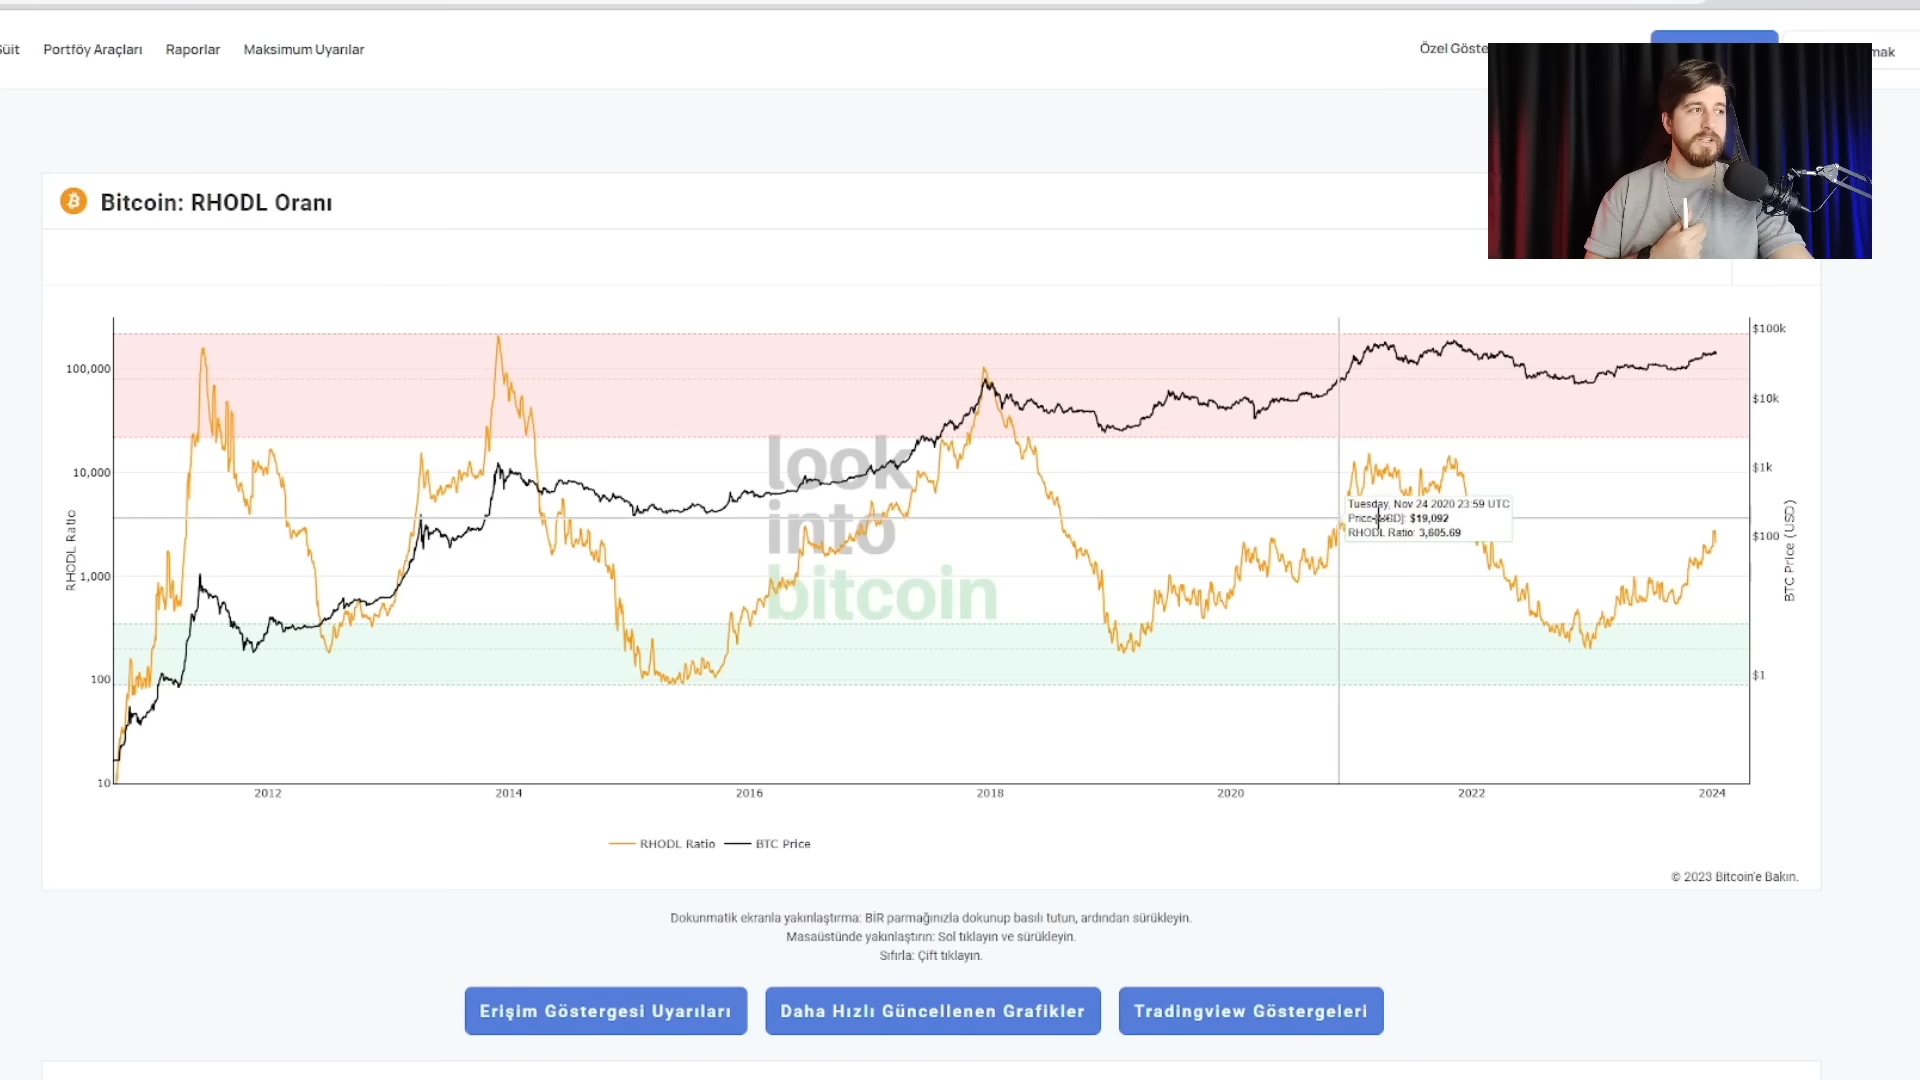 Süit Portföy Araçları Raporlar Maksimum Uyarılar
Özel Göste
mak
Bitcoin: RHODL Oranı
look
into
bitcoin
100,000
10,000
1,000
100
10
RHODL Ratio
$100k
$10k
$1k
$100
$1
BTC Price (USD)
Tuesday, Nov 24 2020 23:59 UTC
Price (USD): $19,092
RHODL Ratio: 3,605.69
2012 2014 2016 2018 2020 2022 2024
RHODL Ratio BTC Price
© 2023 Bitcoin'e Bakın.
Dokunmatik ekranla yakınlaştırma: BİR parmağınızla dokunup basılı tutun, ardından sürükleyin.
Masaüstünde yakınlaştırın: Sol tıklayın ve sürükleyin.
Sıfırla: Çift tıklayın.
Erişim Göstergesi Uyarıları Daha Hızlı Güncellenen Grafikler Tradingview Göstergeleri